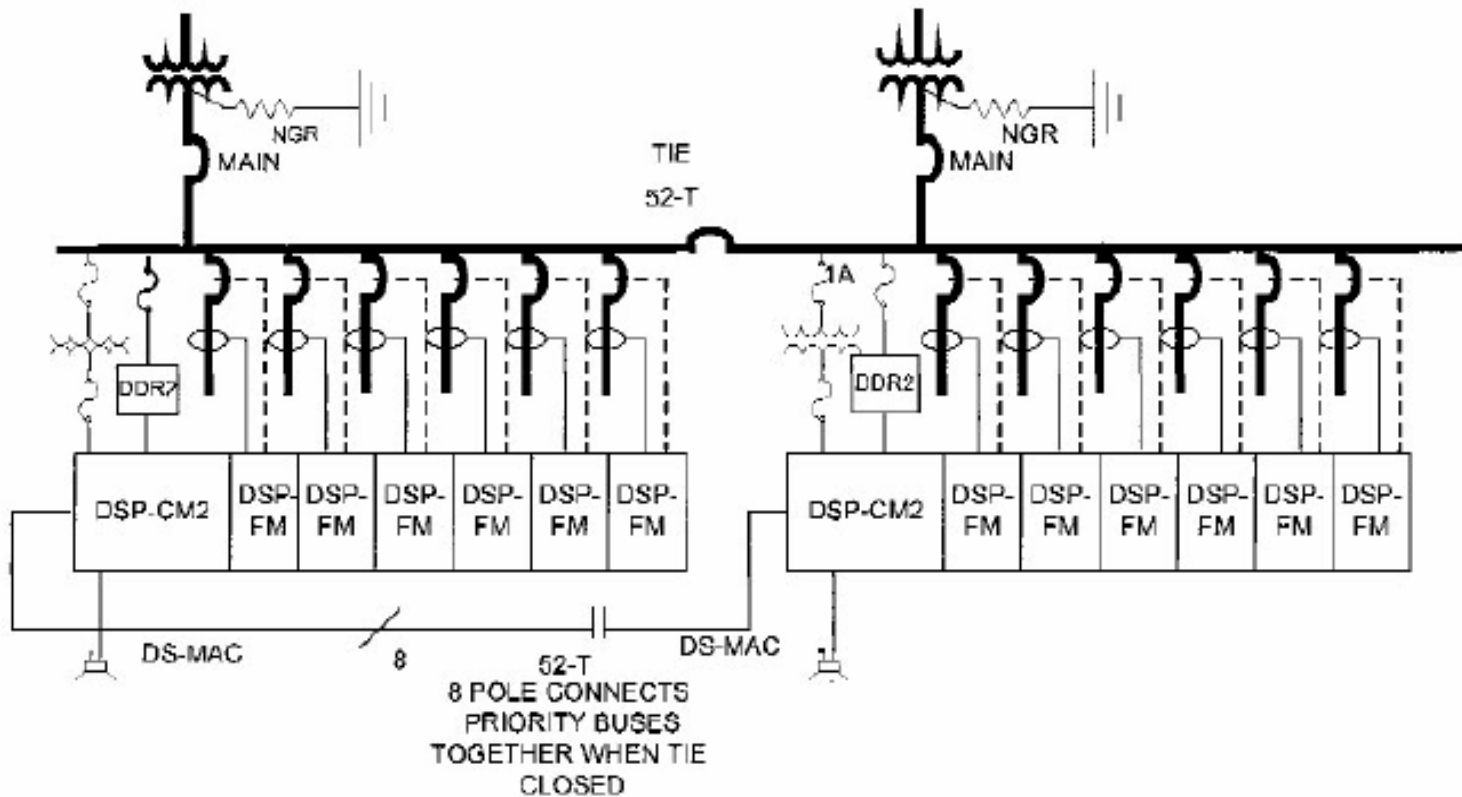 NGR
NGR
MAIN
MAIN
TIE
52-T
1A
DDR2
DDR2
DSP-CM2
DSP-
FM
DSP-
FM
DSP-
FM
DSP-
FM
DSP-
FM
DSP-
FM
DSP-CM2
DSP-
FM
DSP-
FM
DSP-
FM
DSP-
FM
DSP-
FM
DSP-
FM
DS-MAC
8
52-T
DS-MAC
8 POLE CONNECTS
PRIORITY BUSES
TOGETHER WHEN TIE
CLOSED